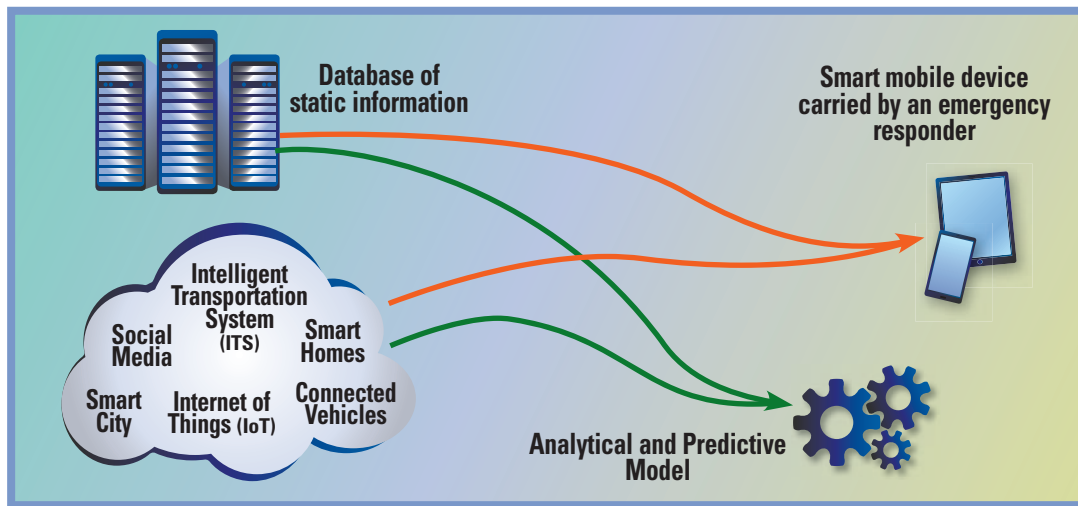 Database of
static information
Smart mobile device
carried by an emergency
responder
Intelligent
Transportation
System
(ITS)
Social
Media
Smart
Homes
Smart
City
Internet of
Things (IoT)
Connected
Vehicles
Analytical and Predictive
Model